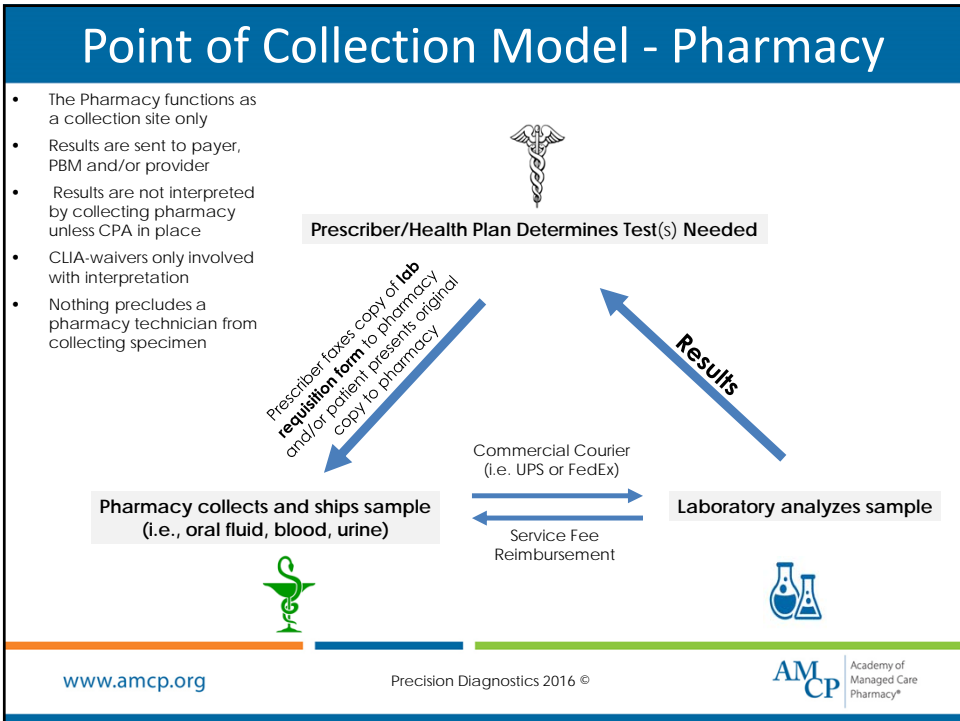 Point of Collection Model - Pharmacy
• The Pharmacy functions as
a collection site only
• Results are sent to payer,
PBM and/or provider
• Results are not interpreted
by collecting pharmacy
unless CPA in place
• CLIA-waivers only involved
with interpretation
• Nothing precludes a
pharmacy technician from
collecting specimen
Prescriber/Health Plan Determines Test(s) Needed
Prescriber faxes copy of lab
requisition form to pharmacy
and/or patient presents original
copy to pharmacy
Results
Commercial Courier
(i.e. UPS or FedEx)
Pharmacy collects and ships sample
(i.e., oral fluid, blood, urine)
Laboratory analyzes sample
Service Fee
Reimbursement
www.amcp.org
Precision Diagnostics 2016 ©
AMCP
Academy of
Managed Care
Pharmacy®